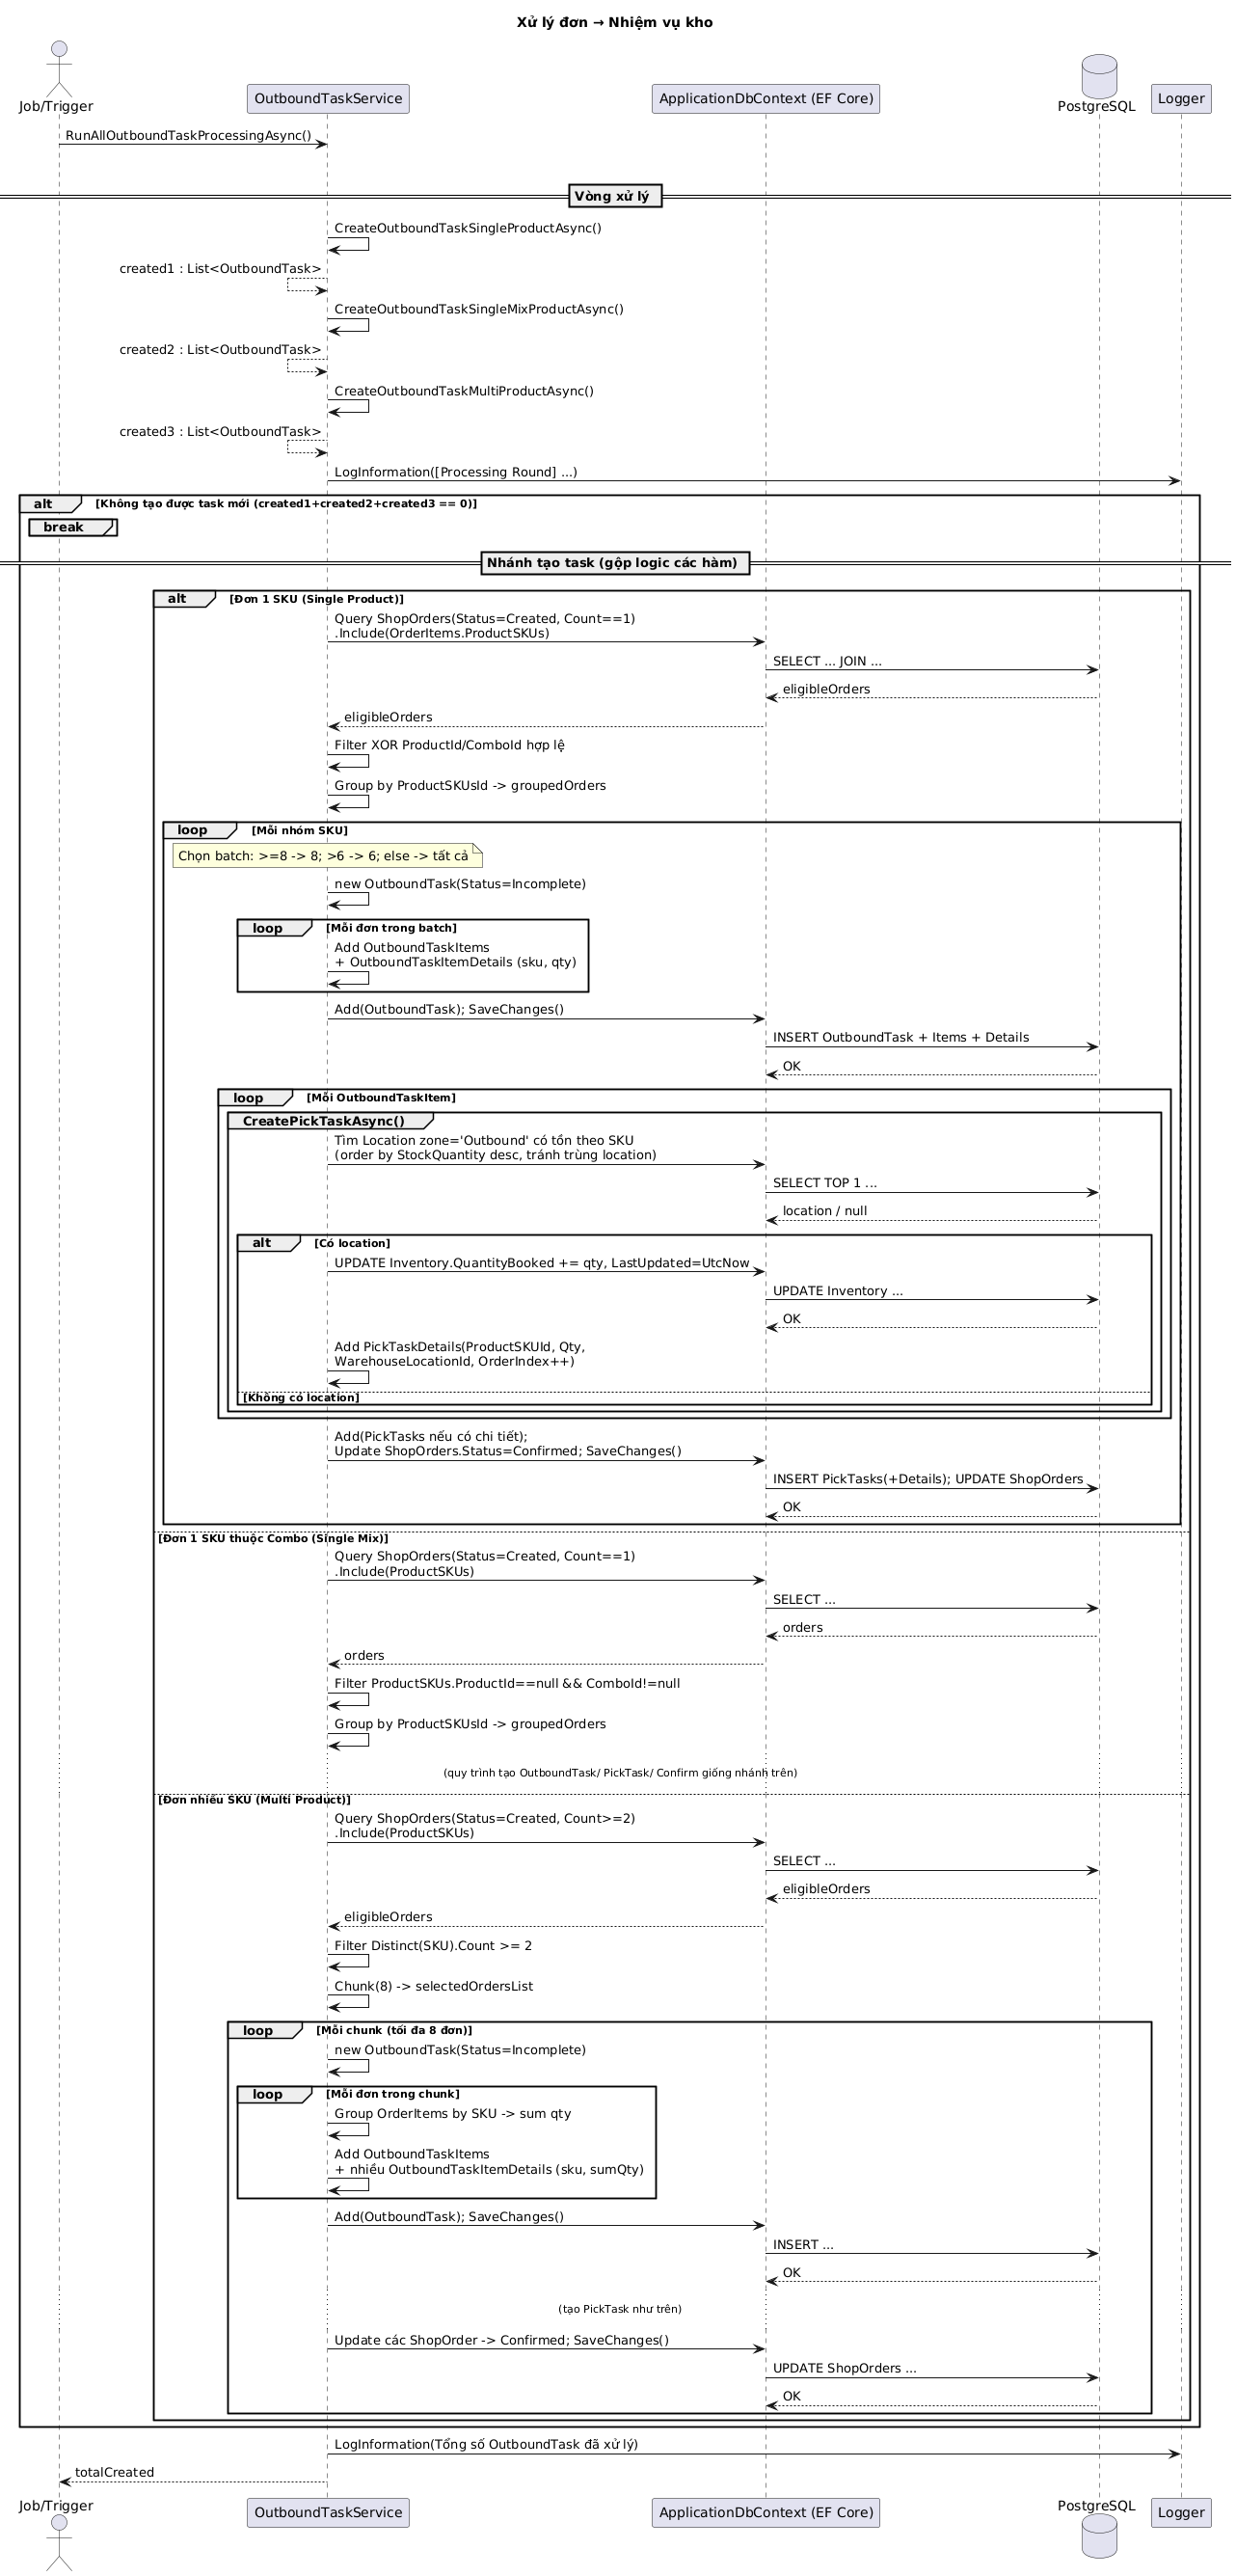 Xử lý đơn → Nhiệm vụ kho
Job/Trigger
OutboundTaskService
ApplicationDbContext (EF Core)
PostgreSQL
Logger
RunAllOutboundTaskProcessingAsync()
Vòng xử lý
CreateOutboundTaskSingleProductAsync()
created1 : List<OutboundTask>
CreateOutboundTaskSingleMixProductAsync()
created2 : List<OutboundTask>
CreateOutboundTaskMultiProductAsync()
created3 : List<OutboundTask>
LogInformation([Processing Round] ...)
alt [Không tạo được task mới (created1+created2+created3 == 0)]
break
Nhánh tạo task (gộp logic các hàm)
alt [Đơn 1 SKU (Single Product)]
Query ShopOrders(Status=Created, Count==1)
.Include(OrderItems.ProductSKUs)
SELECT ... JOIN ...
eligibleOrders
eligibleOrders
Filter XOR ProductId/ComboId hợp lệ
Group by ProductSKUsId -> groupedOrders
loop [Mỗi nhóm SKU]
Chọn batch: >=8 -> 8; >6 -> 6; else -> tất cả
new OutboundTask(Status=Incomplete)
loop [Mỗi đơn trong batch]
Add OutboundTaskItems
+ OutboundTaskItemDetails (sku, qty)
Add(OutboundTask); SaveChanges()
INSERT OutboundTask + Items + Details
OK
loop [Mỗi OutboundTaskItem]
CreatePickTaskAsync()
Tìm Location zone='Outbound' có tồn theo SKU
(order by StockQuantity desc, tránh trùng location)
SELECT TOP 1 ...
location / null
alt [Có location]
UPDATE Inventory.QuantityBooked += qty, LastUpdated=UtcNow
UPDATE Inventory ...
OK
Add PickTaskDetails(ProductSKUId, Qty,
WarehouseLocationId, OrderIndex++)
[Không có location]
Add(PickTasks nếu có chi tiết);
Update ShopOrders.Status=Confirmed; SaveChanges()
INSERT PickTasks(+Details); UPDATE ShopOrders
OK
[Đơn 1 SKU thuộc Combo (Single Mix)]
Query ShopOrders(Status=Created, Count==1)
.Include(ProductSKUs)
SELECT ...
orders
orders
Filter ProductSKUs.ProductId==null && ComboId!=null
Group by ProductSKUsId -> groupedOrders
(quy trình tạo OutboundTask/ PickTask/ Confirm giống nhánh trên)
[Đơn nhiều SKU (Multi Product)]
Query ShopOrders(Status=Created, Count>=2)
.Include(ProductSKUs)
SELECT ...
eligibleOrders
eligibleOrders
Filter Distinct(SKU).Count >= 2
Chunk(8) -> selectedOrdersList
loop [Mỗi chunk (tối đa 8 đơn)]
new OutboundTask(Status=Incomplete)
loop [Mỗi đơn trong chunk]
Group OrderItems by SKU -> sum qty
Add OutboundTaskItems
+ nhiều OutboundTaskItemDetails (sku, sumQty)
Add(OutboundTask); SaveChanges()
INSERT ...
OK
(tạo PickTask như trên)
Update các ShopOrder -> Confirmed; SaveChanges()
UPDATE ShopOrders ...
OK
LogInformation(Tổng số OutboundTask đã xử lý)
totalCreated
Job/Trigger
OutboundTaskService
ApplicationDbContext (EF Core)
PostgreSQL
Logger